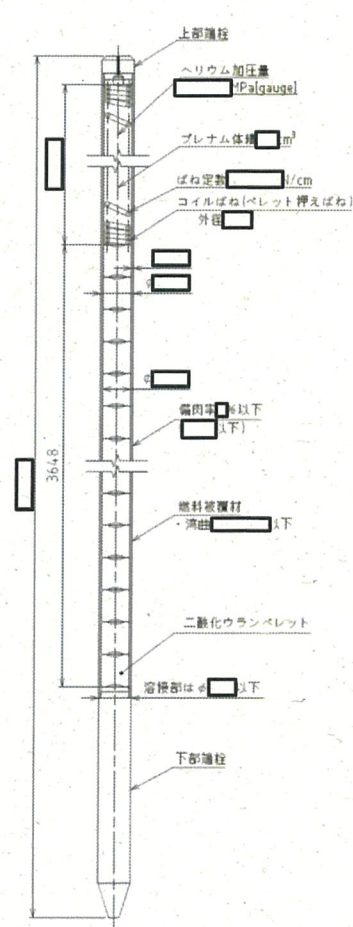 上部端栓
ヘリウム加圧量
MPa[gauge]
プレナム体積 cm³
ばね定数 N/cm
コイルばね(ペレット押えばね)
外径
φ
φ
偏肉率 %以下
以下)
3648
燃料被覆材
・湾曲 以下
二酸化ウランペレット
溶接部は φ 以下
下部端栓